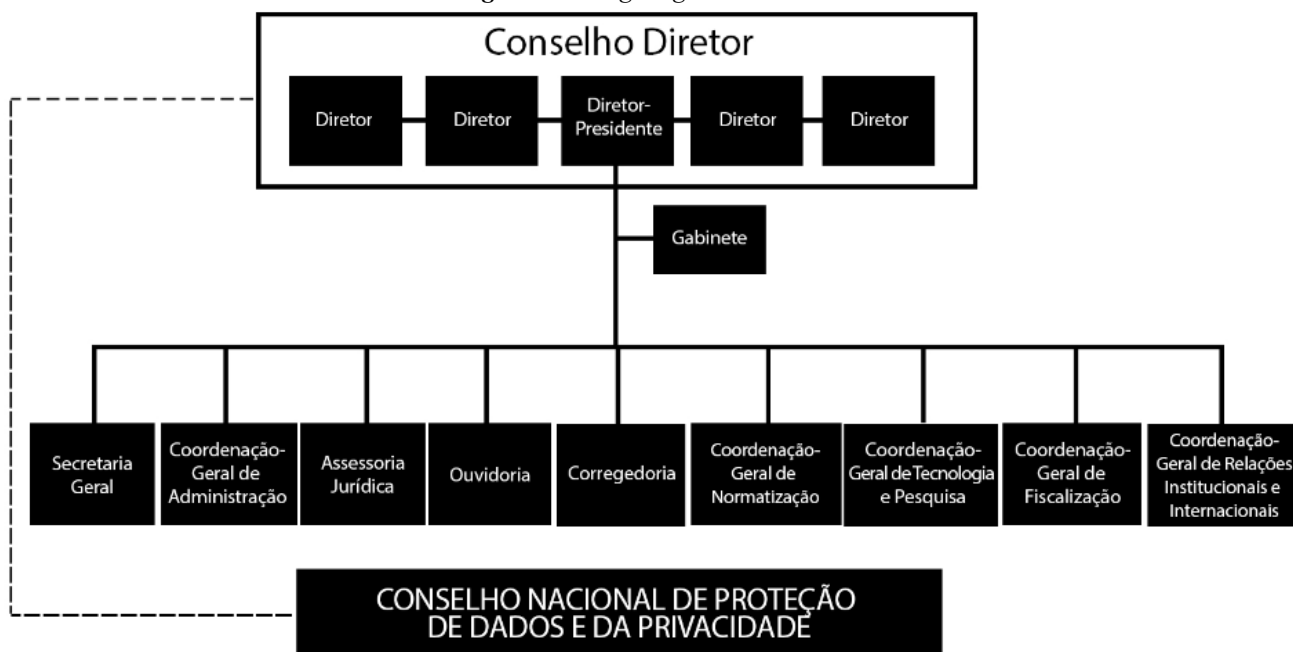 Conselho Diretor
Diretor
Diretor
Diretor-
Presidente
Diretor
Diretor
Gabinete
Secretaria
Geral
Coordenação-
Geral de
Administração
Assessoria
Jurídica
Ouvidoria
Corregedoria
Coordenação-
Geral de
Normatização
Coordenação-
Geral de Tecnologia
e Pesquisa
Coordenação-
Geral de
Fiscalização
Coordenação-
Geral de Relações
Institucionais e
Internacionais
CONSELHO NACIONAL DE PROTEÇÃO
DE DADOS E DA PRIVACIDADE